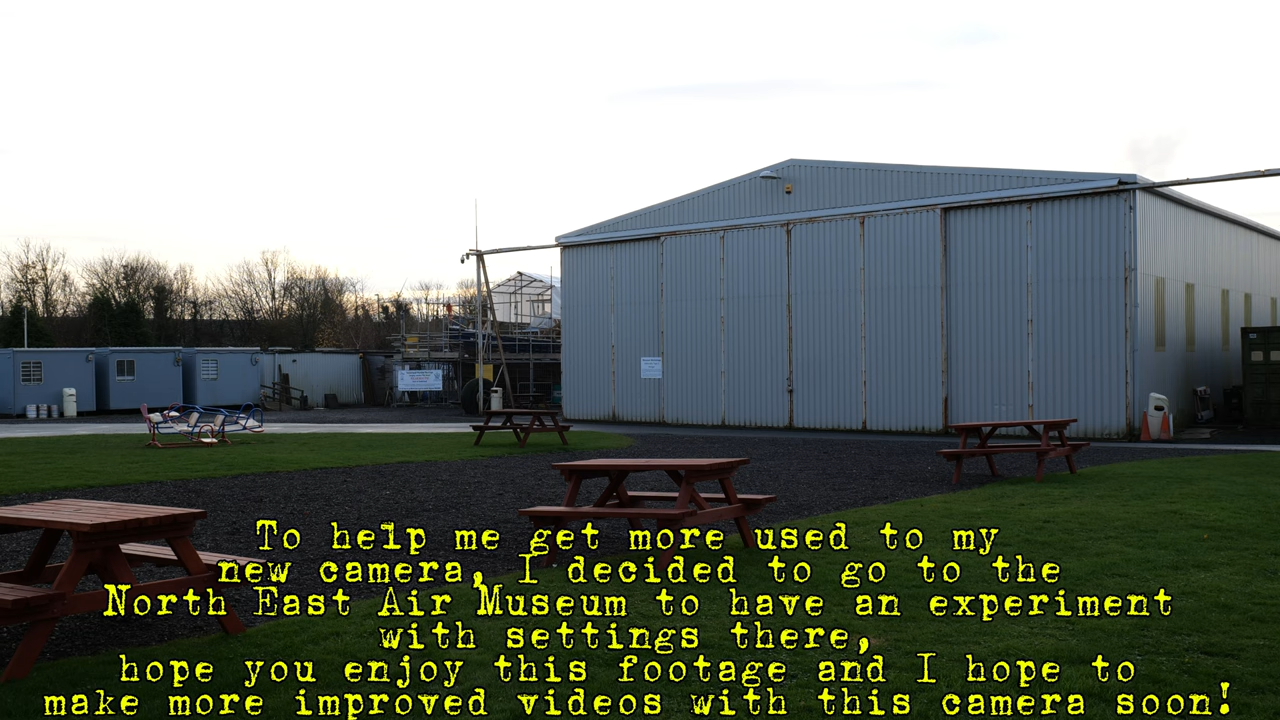 To help me get more used to my
new camera, I decided to go to the
North East Air Museum to have an experiment
with settings there,
hope you enjoy this footage and I hope to
make more improved videos with this camera soon!